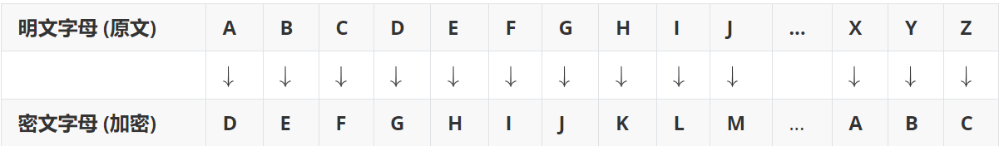 明文字母 (原文) A B C D E F G H I J ... X Y Z
↓ ↓ ↓ ↓ ↓ ↓ ↓ ↓ ↓ ↓ ↓ ↓ ↓
密文字母 (加密) D E F G H I J K L M ... A B C